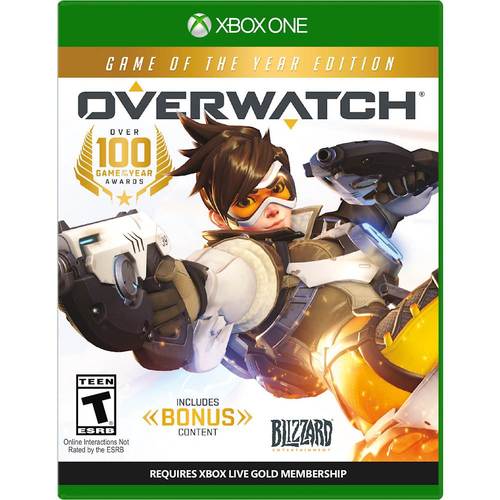 XBOX ONE
GAME OF THE YEAR EDITION
OVERWATCH®
OVER
100
GAME OF THE YEAR
AWARDS
TEEN
T
ESRB
INCLUDES
BONUS
CONTENT
BLIZZARD
ENTERTAINMENT
Online Interactions Not
Rated by the ESRB
REQUIRES XBOX LIVE GOLD MEMBERSHIP